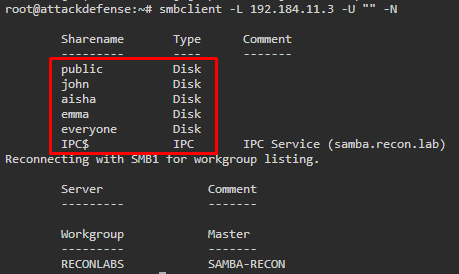 root@attackdefense:~# smbclient -L 192.184.11.3 -U "" -N
Sharename Type Comment
--------- ---- -------
public Disk
john Disk
aisha Disk
emma Disk
everyone Disk
IPC$ IPC IPC Service (samba.recon.lab)
Reconnecting with SMB1 for workgroup listing.
Server Comment
--------- -------
Workgroup Master
--------- -------
RECONLABS SAMBA-RECON